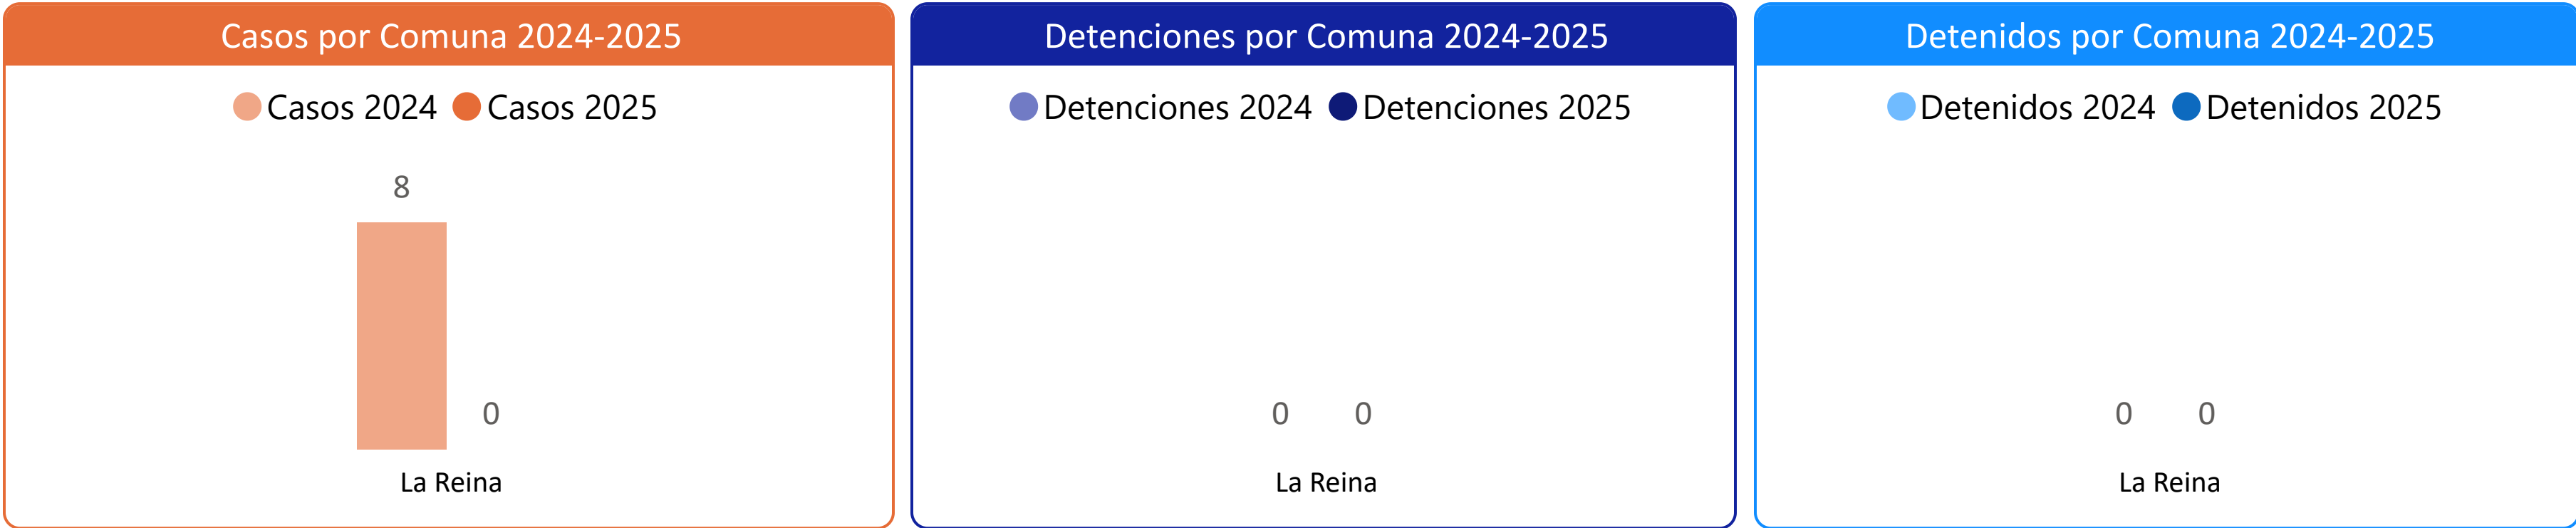 Casos por Comuna 2024-2025
Casos 2024 Casos 2025
8
0
La Reina
Detenciones por Comuna 2024-2025
Detenciones 2024 Detenciones 2025
0 0
La Reina
Detenidos por Comuna 2024-2025
Detenidos 2024 Detenidos 2025
0 0
La Reina